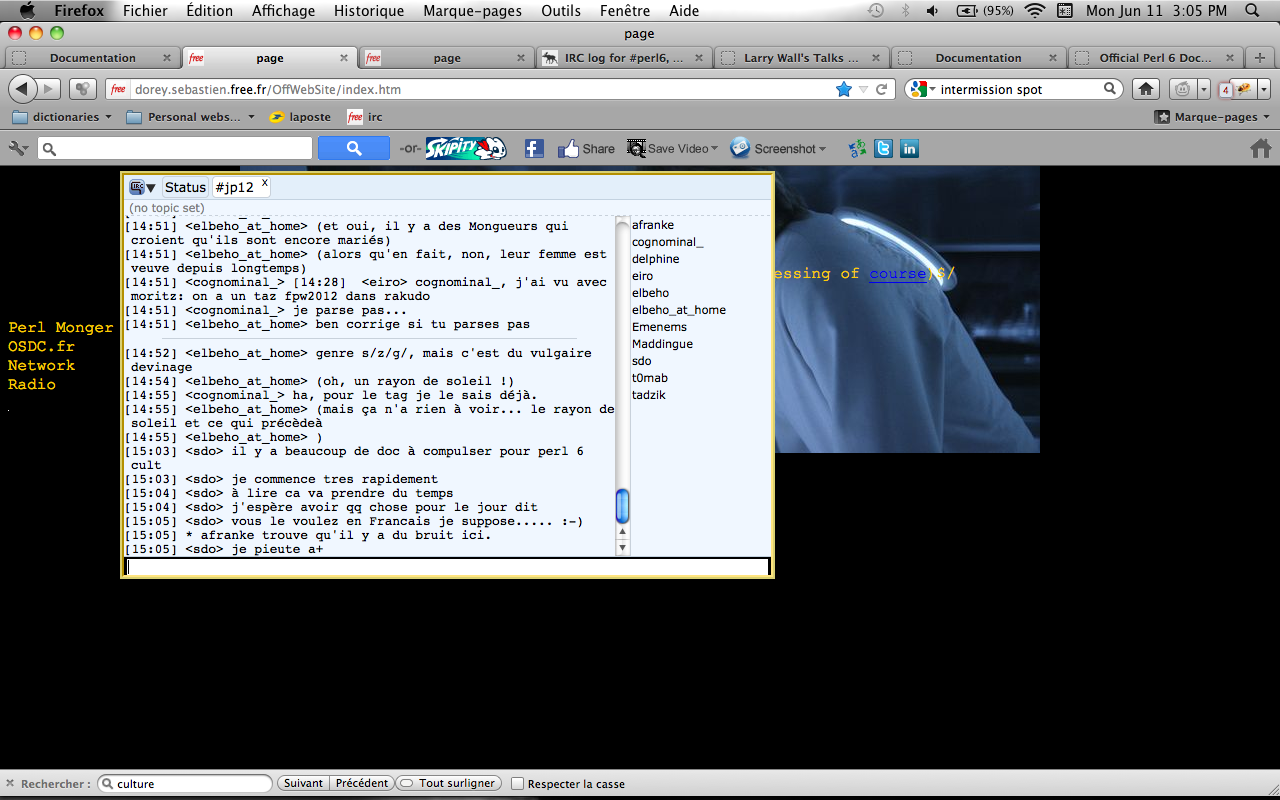 Firefox Fichier Édition Affichage Historique Marque-pages Outils Fenêtre Aide (95%) Mon Jun 11 3:05 PM
page
Documentation × free page × free page × IRC log for #perl6, ... × Larry Wall's Talks ... × Documentation × Official Perl 6 Doc... × +
free dorey.sebastien.free.fr/OffWebSite/index.htm intermission spot 4
dictionaries Personal webs... laposte free irc Marque-pages
-or- SKIPITY Share Save Video Screenshot
IRC Status #jp12 X
(no topic set)
[14:51] <elbeho_at_home> (et oui, il y a des Mongueurs qui
croient qu'ils sont encore mariés)
[14:51] <elbeho_at_home> (alors qu'en fait, non, leur femme est
veuve depuis longtemps)
[14:51] <cognominal_> [14:28] <eiro> cognominal_, j'ai vu avec
moritz: on a un taz fpw2012 dans rakudo
[14:51] <cognominal_> je parse pas...
[14:51] <elbeho_at_home> ben corrige si tu parses pas
[14:52] <elbeho_at_home> genre s/z/g/, mais c'est du vulgaire
devinage
[14:54] <elbeho_at_home> (oh, un rayon de soleil !)
[14:55] <cognominal_> ha, pour le tag je le sais déjà.
[14:55] <elbeho_at_home> (mais ça n'a rien à voir... le rayon de
soleil et ce qui précèdeà
[14:55] <elbeho_at_home> )
[15:03] <sdo> il y a beaucoup de doc à compulser pour perl 6
cult
[15:03] <sdo> je commence tres rapidement
[15:04] <sdo> à lire ca va prendre du temps
[15:04] <sdo> j'espère avoir qq chose pour le jour dit
[15:05] <sdo> vous le voulez en Francais je suppose..... :-)
[15:05] * afranke trouve qu'il y a du bruit ici.
[15:05] <sdo> je pieute a+
afranke
cognominal_
delphine
eiro
elbeho
elbeho_at_home
Emenems
Maddingue
sdo
t0mab
tadzik
essing of course)$/
Perl Monger
OSDC.fr
Network
Radio
.
× Rechercher : culture Suivant Précédent Tout surligner Respecter la casse